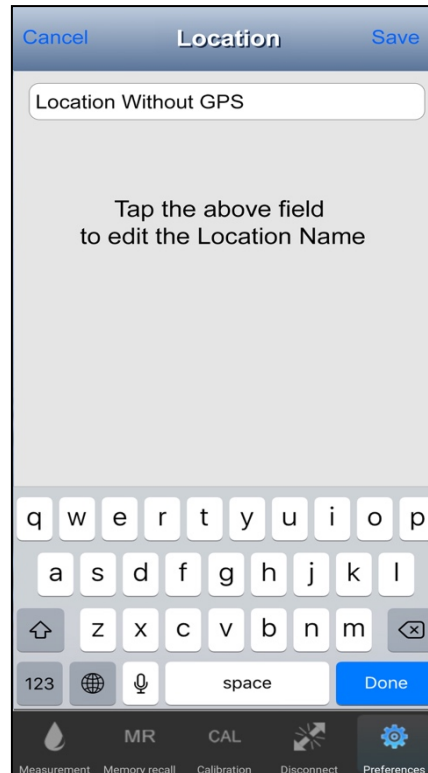 Cancel Location Save
Location Without GPS
Tap the above field
to edit the Location Name
q w e r t y u i o p
a s d f g h j k l
z x c v b n m
123 space Done
MR CAL
Measurement Memory recall Calibration Disconnect Preferences